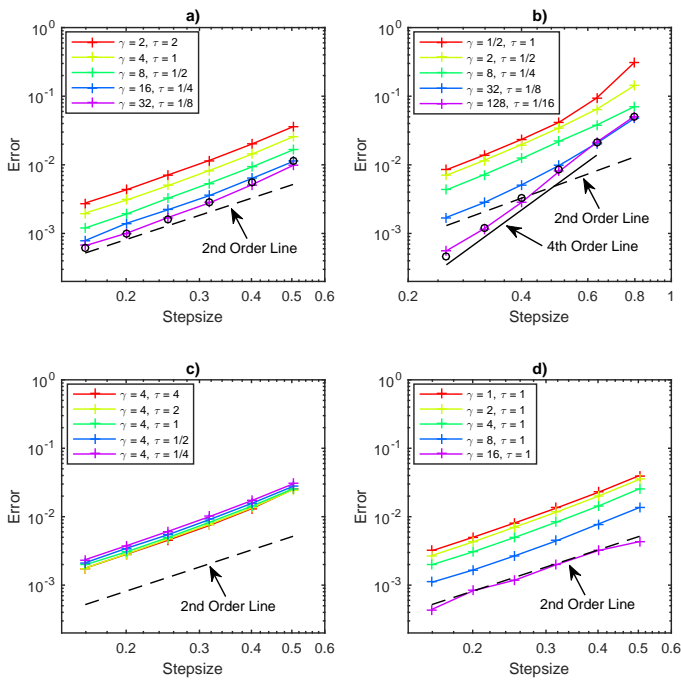 a)
10^0
10^-1
10^-2
10^-3
Error
γ = 2, τ = 2
γ = 4, τ = 1
γ = 8, τ = 1/2
γ = 16, τ = 1/4
γ = 32, τ = 1/8
2nd Order Line
0.2
0.3
0.4
0.5
0.6
Stepsize
b)
10^0
10^-1
10^-2
10^-3
Error
γ = 1/2, τ = 1
γ = 2, τ = 1/2
γ = 8, τ = 1/4
γ = 32, τ = 1/8
γ = 128, τ = 1/16
2nd Order Line
4th Order Line
0.2
0.4
0.6
0.8
1
Stepsize
c)
10^0
10^-1
10^-2
10^-3
Error
γ = 4, τ = 4
γ = 4, τ = 2
γ = 4, τ = 1
γ = 4, τ = 1/2
γ = 4, τ = 1/4
2nd Order Line
0.2
0.3
0.4
0.5
0.6
Stepsize
d)
10^0
10^-1
10^-2
10^-3
Error
γ = 1, τ = 1
γ = 2, τ = 1
γ = 4, τ = 1
γ = 8, τ = 1
γ = 16, τ = 1
2nd Order Line
0.2
0.3
0.4
0.5
0.6
Stepsize